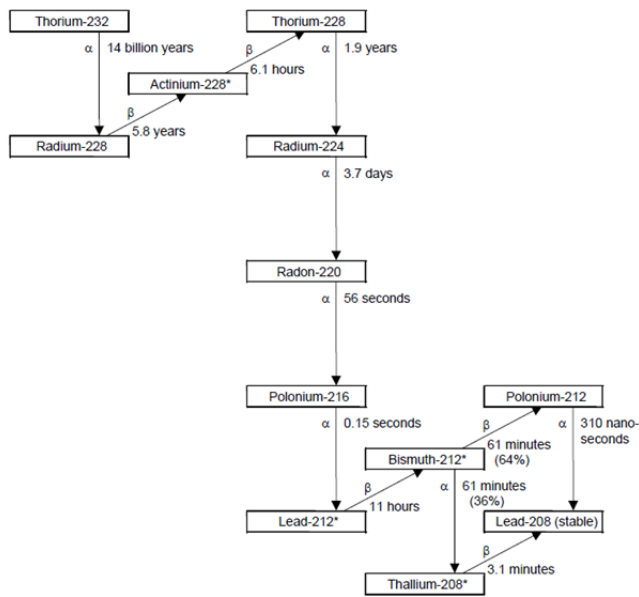 Thorium-232
Thorium-228
α
14 billion years
β
α
1.9 years
Actinium-228*
6.1 hours
β
5.8 years
Radium-228
Radium-224
α
3.7 days
Radon-220
α
56 seconds
Polonium-216
Polonium-212
α
0.15 seconds
β
α
310 nano-
seconds
61 minutes
(64%)
Bismuth-212*
β
α
61 minutes
(36%)
11 hours
Lead-212*
Lead-208 (stable)
β
3.1 minutes
Thallium-208*